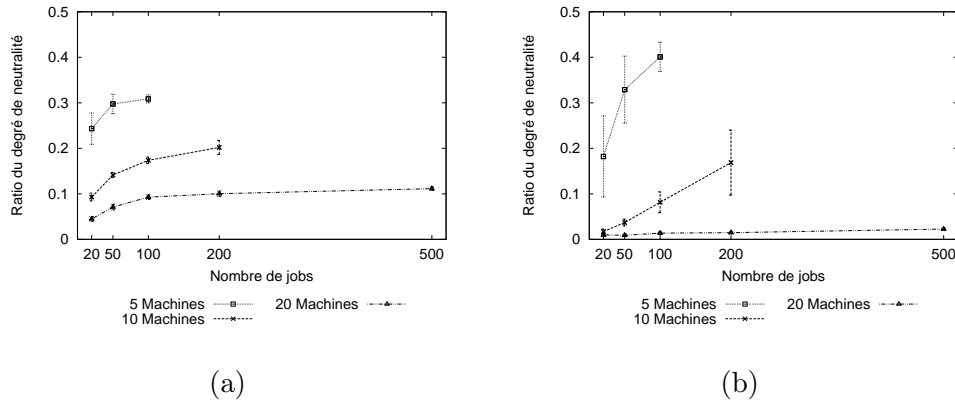 Ratio du degré de neutralité
0.5
0.4
0.3
0.2
0.1
0
20 50 100 200 500
Nombre de jobs
5 Machines 20 Machines
10 Machines
(a)
Ratio du degré de neutralité
0.5
0.4
0.3
0.2
0.1
0
20 50 100 200 500
Nombre de jobs
5 Machines 20 Machines
10 Machines
(b)